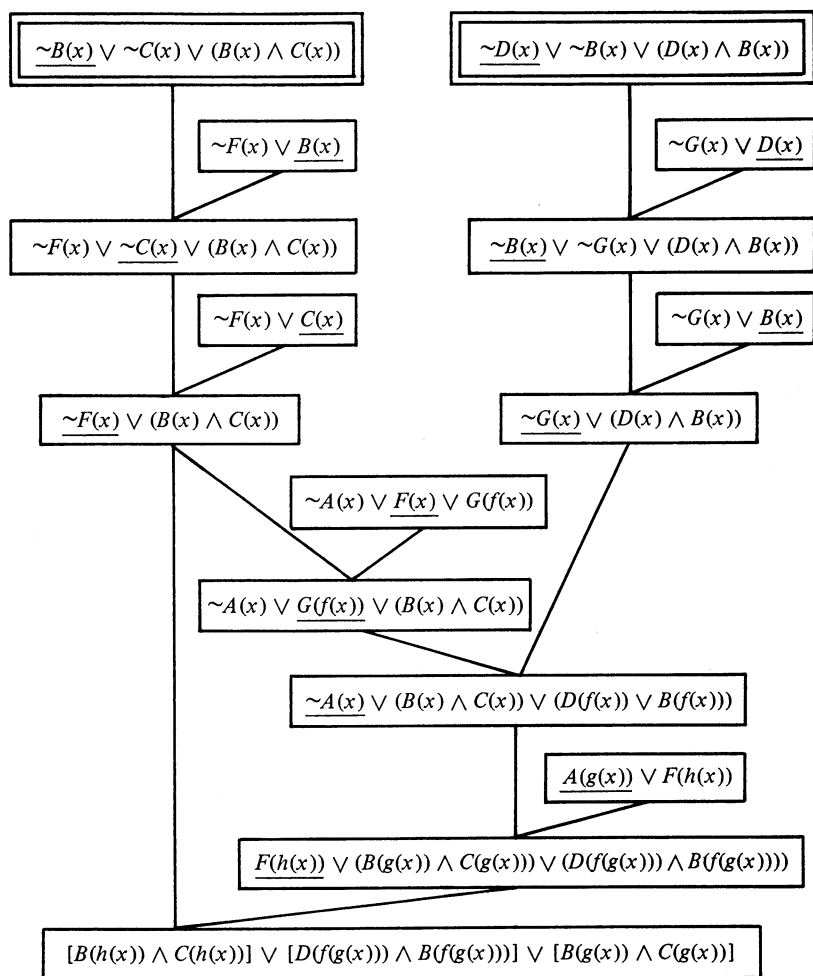 ~B(x) ∨ ~C(x) ∨ (B(x) ∧ C(x))
~D(x) ∨ ~B(x) ∨ (D(x) ∧ B(x))
~F(x) ∨ B(x)
~G(x) ∨ D(x)
~F(x) ∨ ~C(x) ∨ (B(x) ∧ C(x))
~B(x) ∨ ~G(x) ∨ (D(x) ∧ B(x))
~F(x) ∨ C(x)
~G(x) ∨ B(x)
~F(x) ∨ (B(x) ∧ C(x))
~G(x) ∨ (D(x) ∧ B(x))
~A(x) ∨ F(x) ∨ G(f(x))
~A(x) ∨ G(f(x)) ∨ (B(x) ∧ C(x))
~A(x) ∨ (B(x) ∧ C(x)) ∨ (D(f(x)) ∨ B(f(x)))
A(g(x)) ∨ F(h(x))
F(h(x)) ∨ (B(g(x)) ∧ C(g(x))) ∨ (D(f(g(x))) ∧ B(f(g(x))))
[B(h(x)) ∧ C(h(x))] ∨ [D(f(g(x))) ∧ B(f(g(x)))] ∨ [B(g(x)) ∧ C(g(x))]